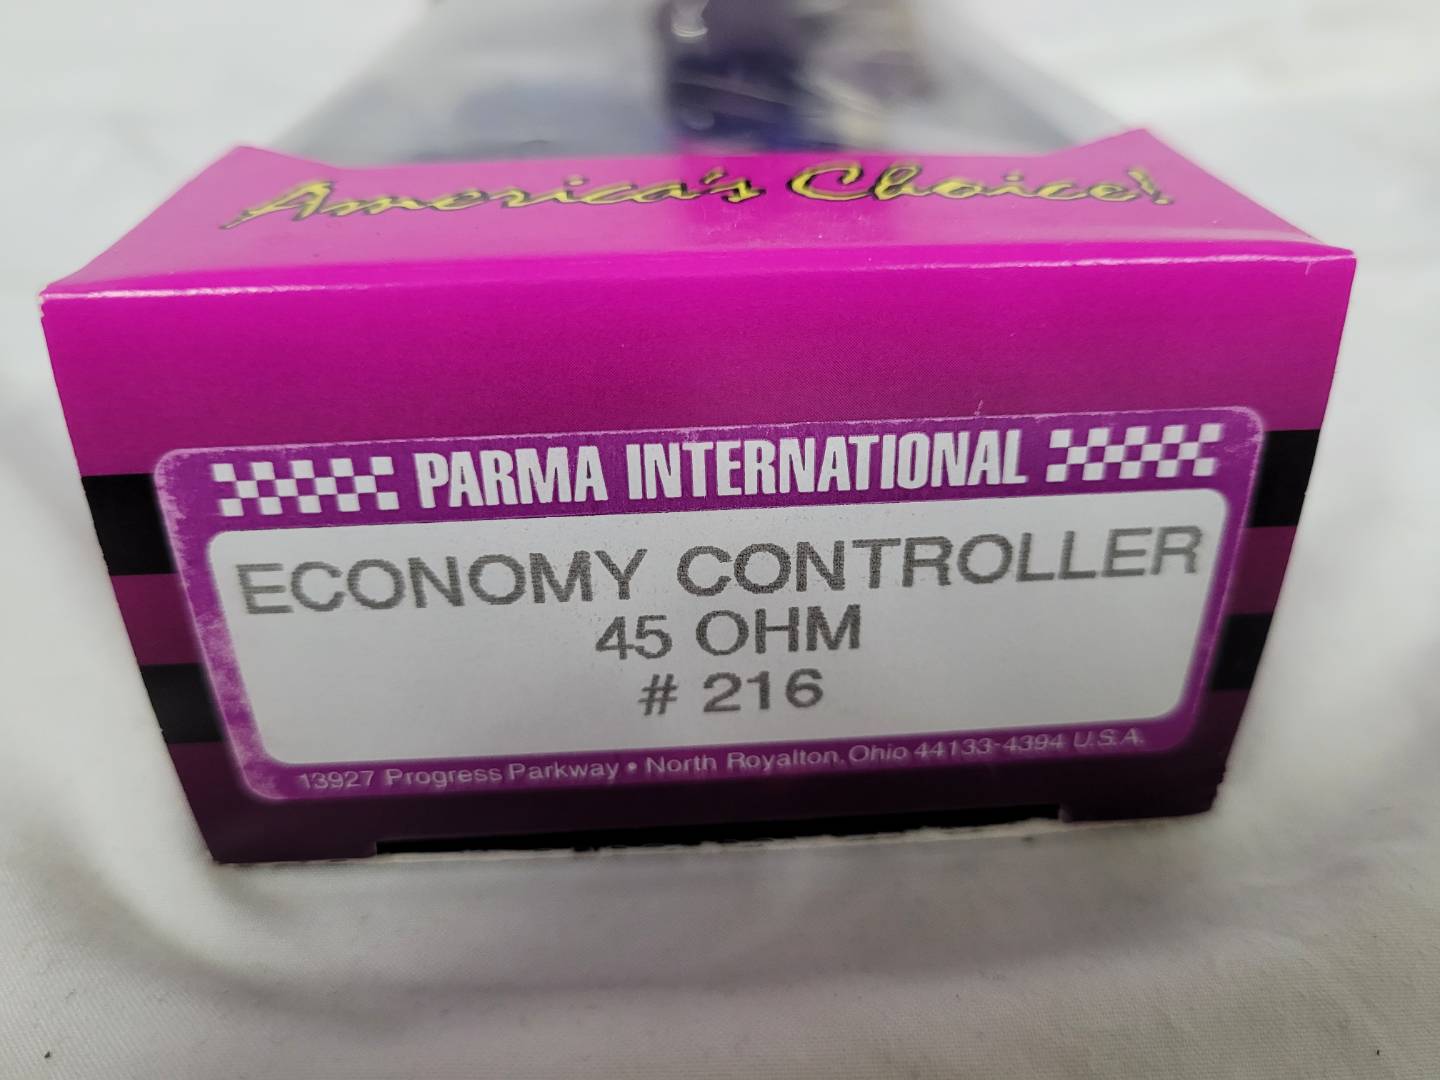 America's Choice!
PARMA INTERNATIONAL
ECONOMY CONTROLLER
45 OHM
# 216
13927 Progress Parkway • North Royalton, Ohio 44133-4394 U.S.A.